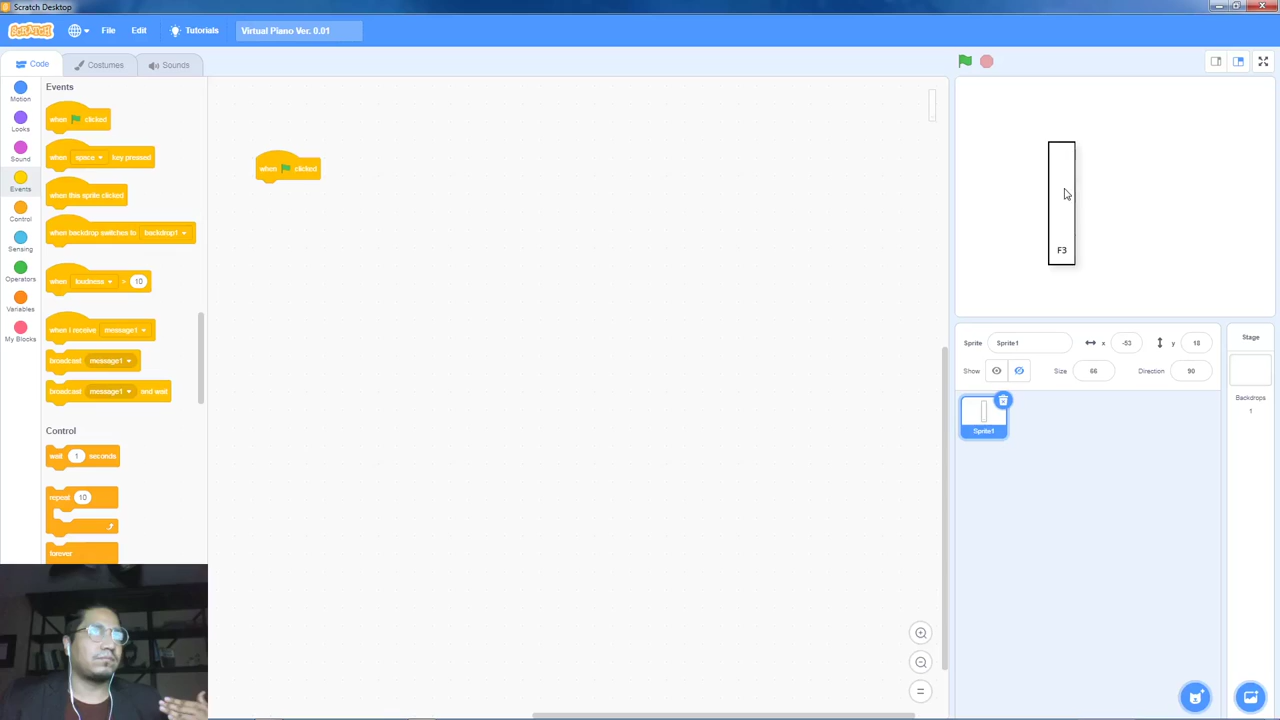 Scratch Desktop
SCRATCH
File
Edit
Tutorials
Virtual Piano Ver. 0.01
Code
Costumes
Sounds
Motion
Looks
Sound
Events
Control
Sensing
Operators
Variables
My Blocks
Events
when clicked
when space key pressed
when this sprite clicked
when backdrop switches to backdrop1
when loudness > 10
when I receive message1
broadcast message1
broadcast message1 and wait
Control
wait 1 seconds
repeat 10
forever
when clicked
F3
Sprite
Sprite1
x
-53
y
18
Show
Size
66
Direction
90
Sprite1
Stage
Backdrops
1